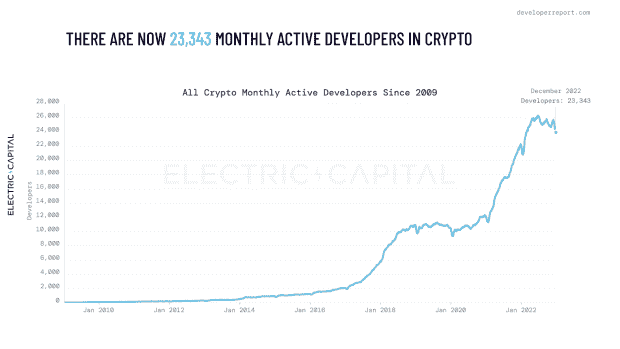 developerreport.com
THERE ARE NOW 23,343 MONTHLY ACTIVE DEVELOPERS IN CRYPTO
All Crypto Monthly Active Developers Since 2009
December 2022
Developers: 23,343
28,000
26,000
24,000
20,000
18,000
16,000
14,000
12,000
10,000
8,000
6,000
4,000
2,000
0
Developers
ELECTRIC CAPITAL
ELECTRIC CAPITAL
Jan 2010
Jan 2012
Jan 2014
Jan 2016
Jan 2018
Jan 2020
Jan 2022